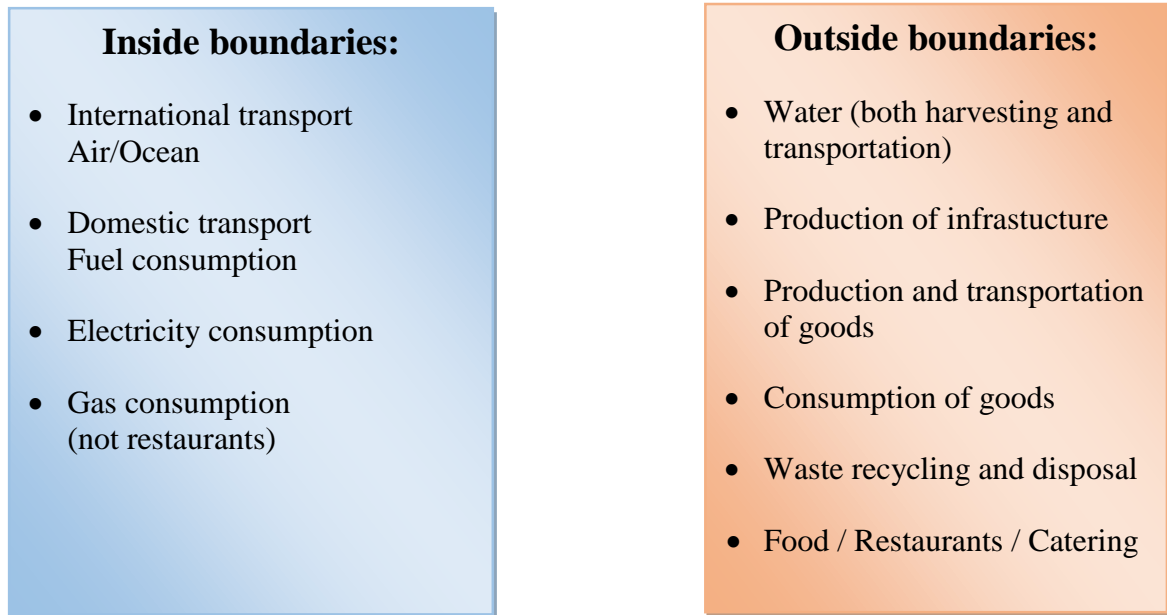 Inside boundaries:
• International transport
Air/Ocean
• Domestic transport
Fuel consumption
• Electricity consumption
• Gas consumption
(not restaurants)
Outside boundaries:
• Water (both harvesting and
transportation)
• Production of infrastucture
• Production and transportation
of goods
• Consumption of goods
• Waste recycling and disposal
• Food / Restaurants / Catering